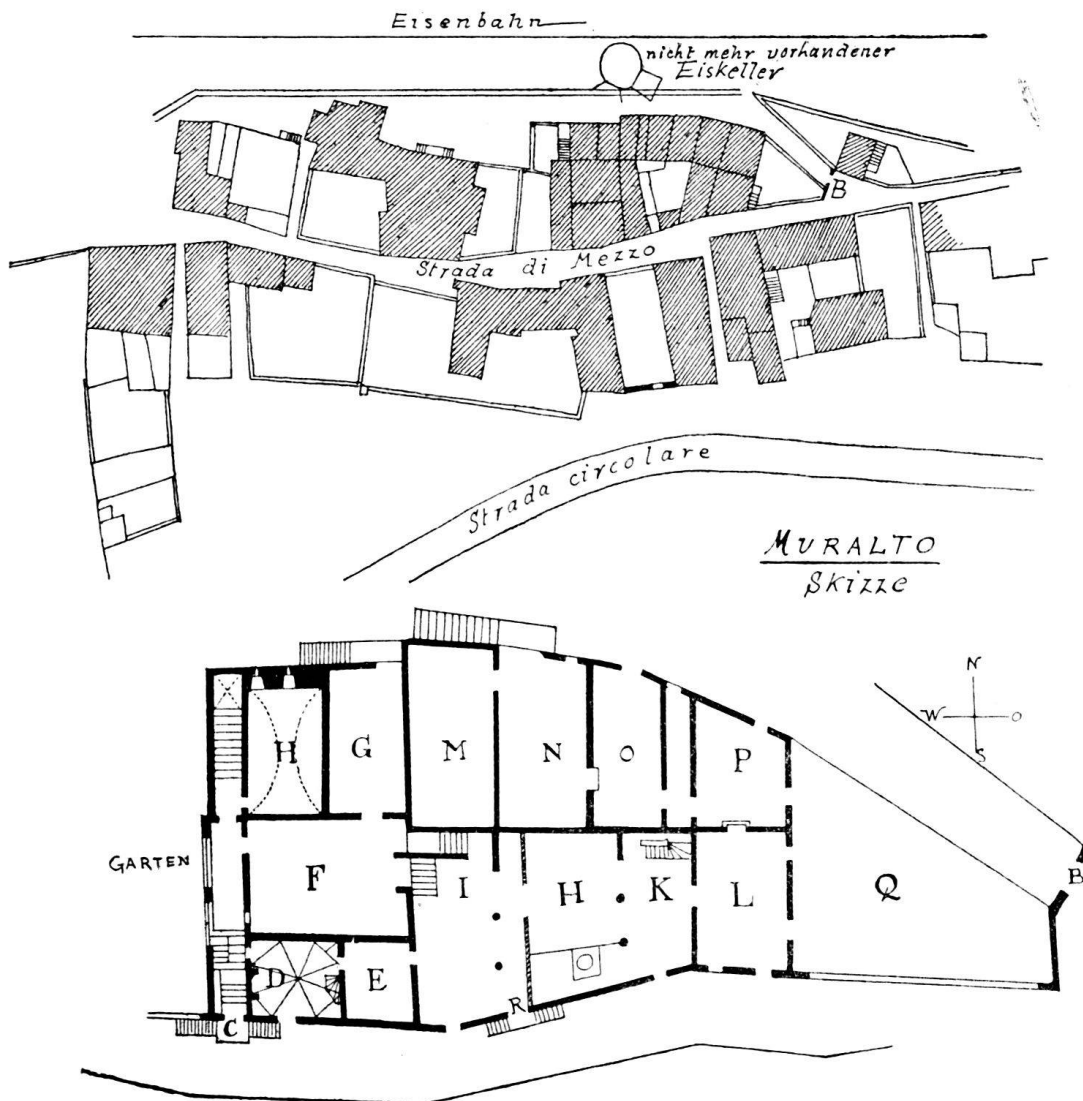 Eisenbahn
nicht mehr vorhandener
Eiskeller
B
Strada di Mezzo
Strada circolare
MURALTO
Skizze
N
W O
S
H G M N O P
GARTEN
F I H K L Q B
D E
R
C